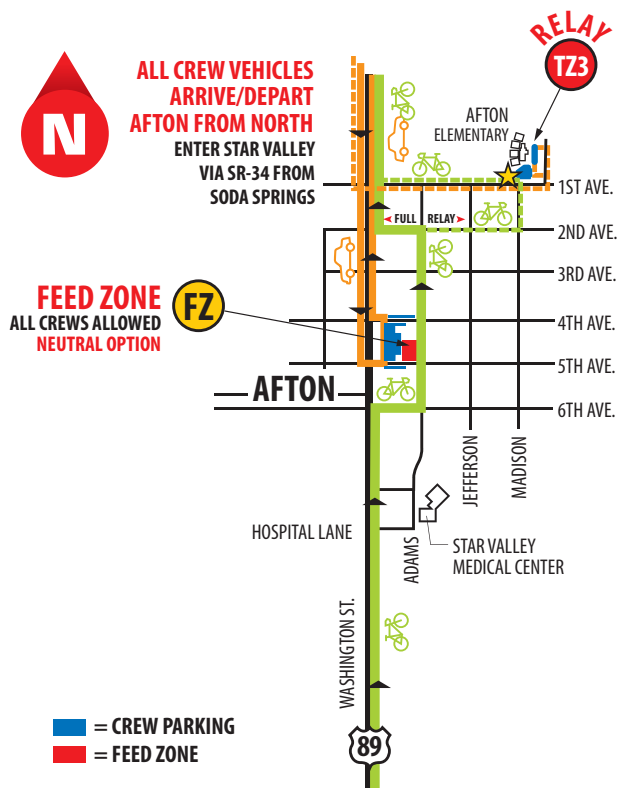 RELAY
TZ3
N
ALL CREW VEHICLES
ARRIVE/DEPART
AFTON FROM NORTH
ENTER STAR VALLEY
VIA SR-34 FROM
SODA SPRINGS
AFTON
ELEMENTARY
1ST AVE.
FULL RELAY
2ND AVE.
3RD AVE.
FEED ZONE
ALL CREWS ALLOWED
NEUTRAL OPTION
FZ
4TH AVE.
5TH AVE.
AFTON
6TH AVE.
JEFFERSON
MADISON
HOSPITAL LANE
ADAMS
STAR VALLEY
MEDICAL CENTER
WASHINGTON ST.
89
= CREW PARKING
= FEED ZONE